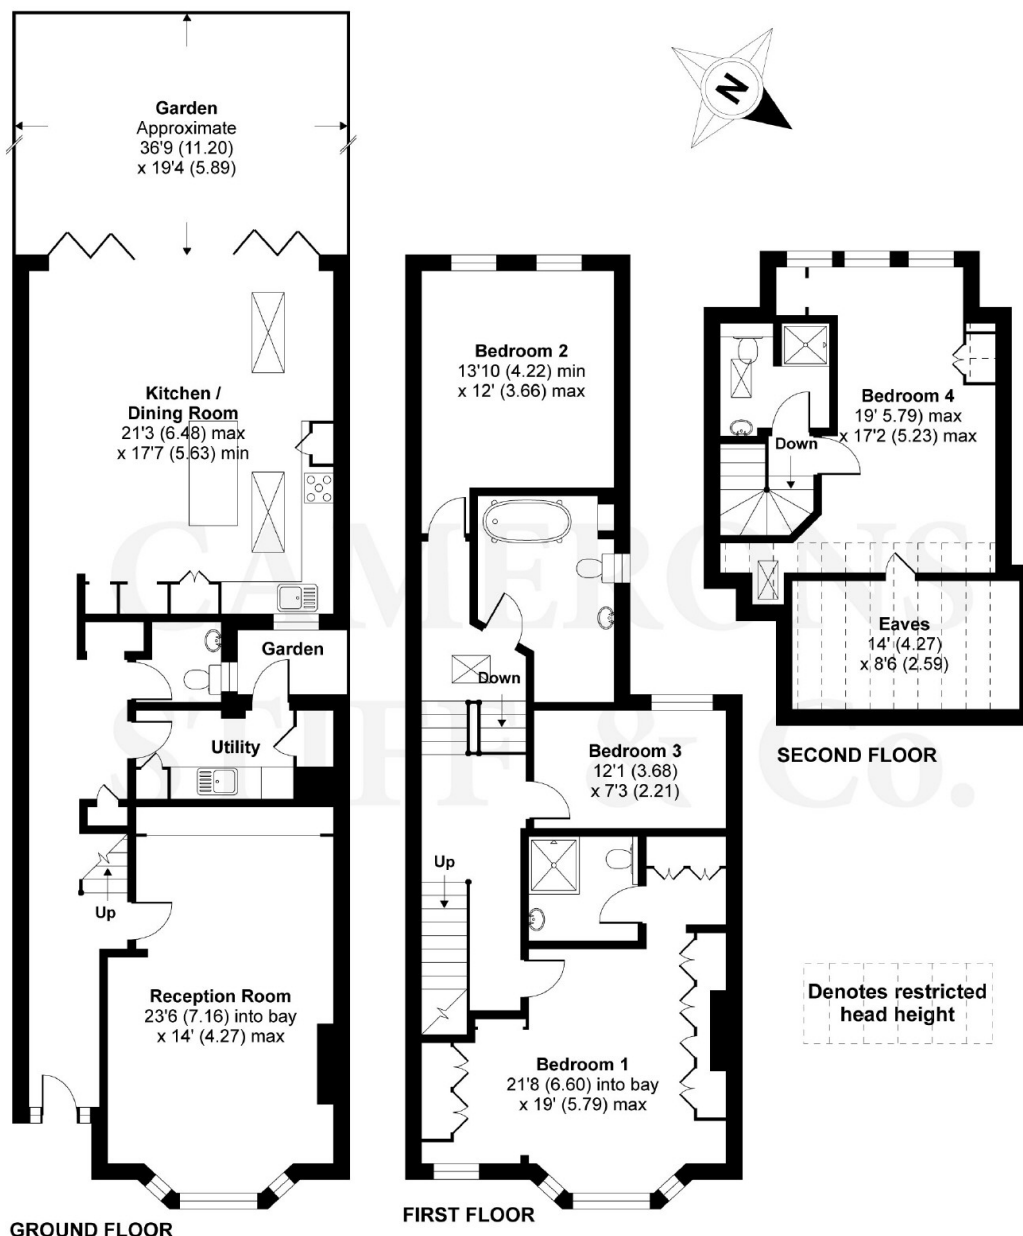 Garden
Approximate
36'9 (11.20)
x 19'4 (5.89)
N
Kitchen /
Dining Room
21'3 (6.48) max
x 17'7 (5.63) min
Garden
Utility
Up
Reception Room
23'6 (7.16) into bay
x 14' (4.27) max
GROUND FLOOR
Bedroom 2
13'10 (4.22) min
x 12' (3.66) max
Down
Bedroom 3
12'1 (3.68)
x 7'3 (2.21)
Up
Bedroom 1
21'8 (6.60) into bay
x 19' (5.79) max
FIRST FLOOR
Bedroom 4
19' 5.79) max
x 17'2 (5.23) max
Down
Eaves
14' (4.27)
x 8'6 (2.59)
SECOND FLOOR
Denotes restricted
head height
CAMERONS
STIFF & Co.